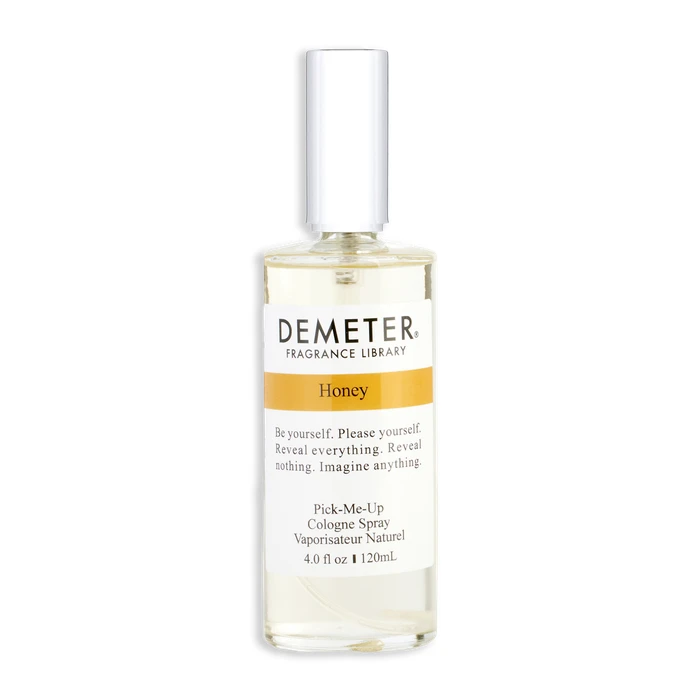 DEMETER®
FRAGRANCE LIBRARY
Honey
Be yourself. Please yourself.
Reveal everything. Reveal
nothing. Imagine anything.
Pick-Me-Up
Cologne Spray
Vaporisateur Naturel
4.0 fl oz ▮ 120mL